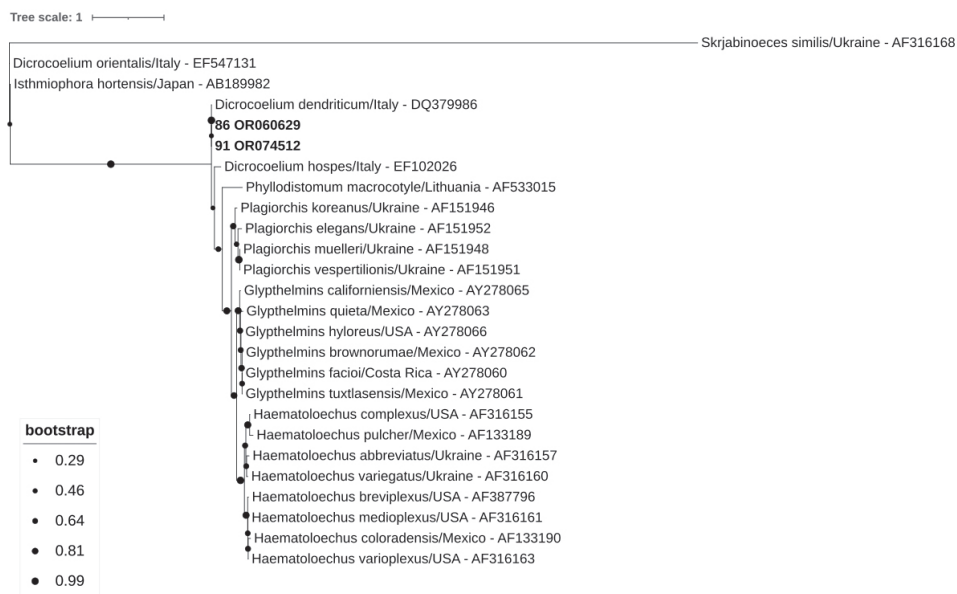 Tree scale: 1
Skrjabinoeces similis/Ukraine - AF316168
Dicrocoelium orientalis/Italy - EF547131
Isthmiophora hortensis/Japan - AB189982
Dicrocoelium dendriticum/Italy - DQ379986
86 OR060629
91 OR074512
Dicrocoelium hospes/Italy - EF102026
Phyllodistomum macrocotyle/Lithuania - AF533015
Plagiorchis koreanus/Ukraine - AF151946
Plagiorchis elegans/Ukraine - AF151952
Plagiorchis muelleri/Ukraine - AF151948
Plagiorchis vespertilionis/Ukraine - AF151951
Glypthelmins californiensis/Mexico - AY278065
Glypthelmins quieta/Mexico - AY278063
Glypthelmins hyloreus/USA - AY278066
Glypthelmins brownorumae/Mexico - AY278062
Glypthelmins facioi/Costa Rica - AY278060
Glypthelmins tuxtlasensis/Mexico - AY278061
Haematoloechus complexus/USA - AF316155
Haematoloechus pulcher/Mexico - AF133189
Haematoloechus abbreviatus/Ukraine - AF316157
Haematoloechus variegatus/Ukraine - AF316160
Haematoloechus breviplexus/USA - AF387796
Haematoloechus medioplexus/USA - AF316161
Haematoloechus coloradensis/Mexico - AF133190
Haematoloechus varioplexus/USA - AF316163
bootstrap
0.29
0.46
0.64
0.81
0.99